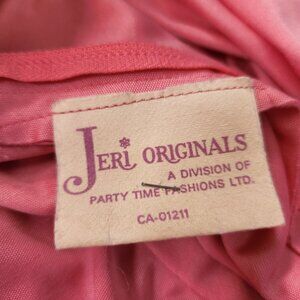 JERI ORIGINALS
A DIVISION OF
PARTY TIME FASHIONS LTD.
CA-01211